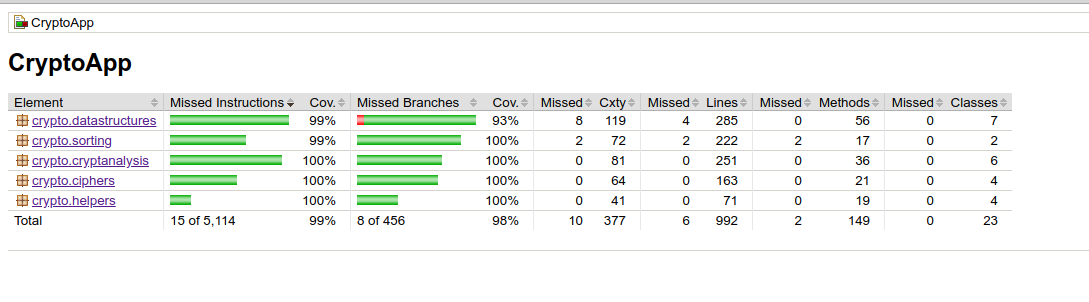 CryptoApp
CryptoApp
Element Missed Instructions Cov. Missed Branches Cov. Missed Cxty Missed Lines Missed Methods Missed Classes
crypto.datastructures 99% 93% 8 119 4 285 0 56 0 7
crypto.sorting 99% 100% 2 72 2 222 2 17 0 2
crypto.cryptanalysis 100% 100% 0 81 0 251 0 36 0 6
crypto.ciphers 100% 100% 0 64 0 163 0 21 0 4
crypto.helpers 100% 100% 0 41 0 71 0 19 0 4
Total 15 of 5,114 99% 8 of 456 98% 10 377 6 992 2 149 0 23